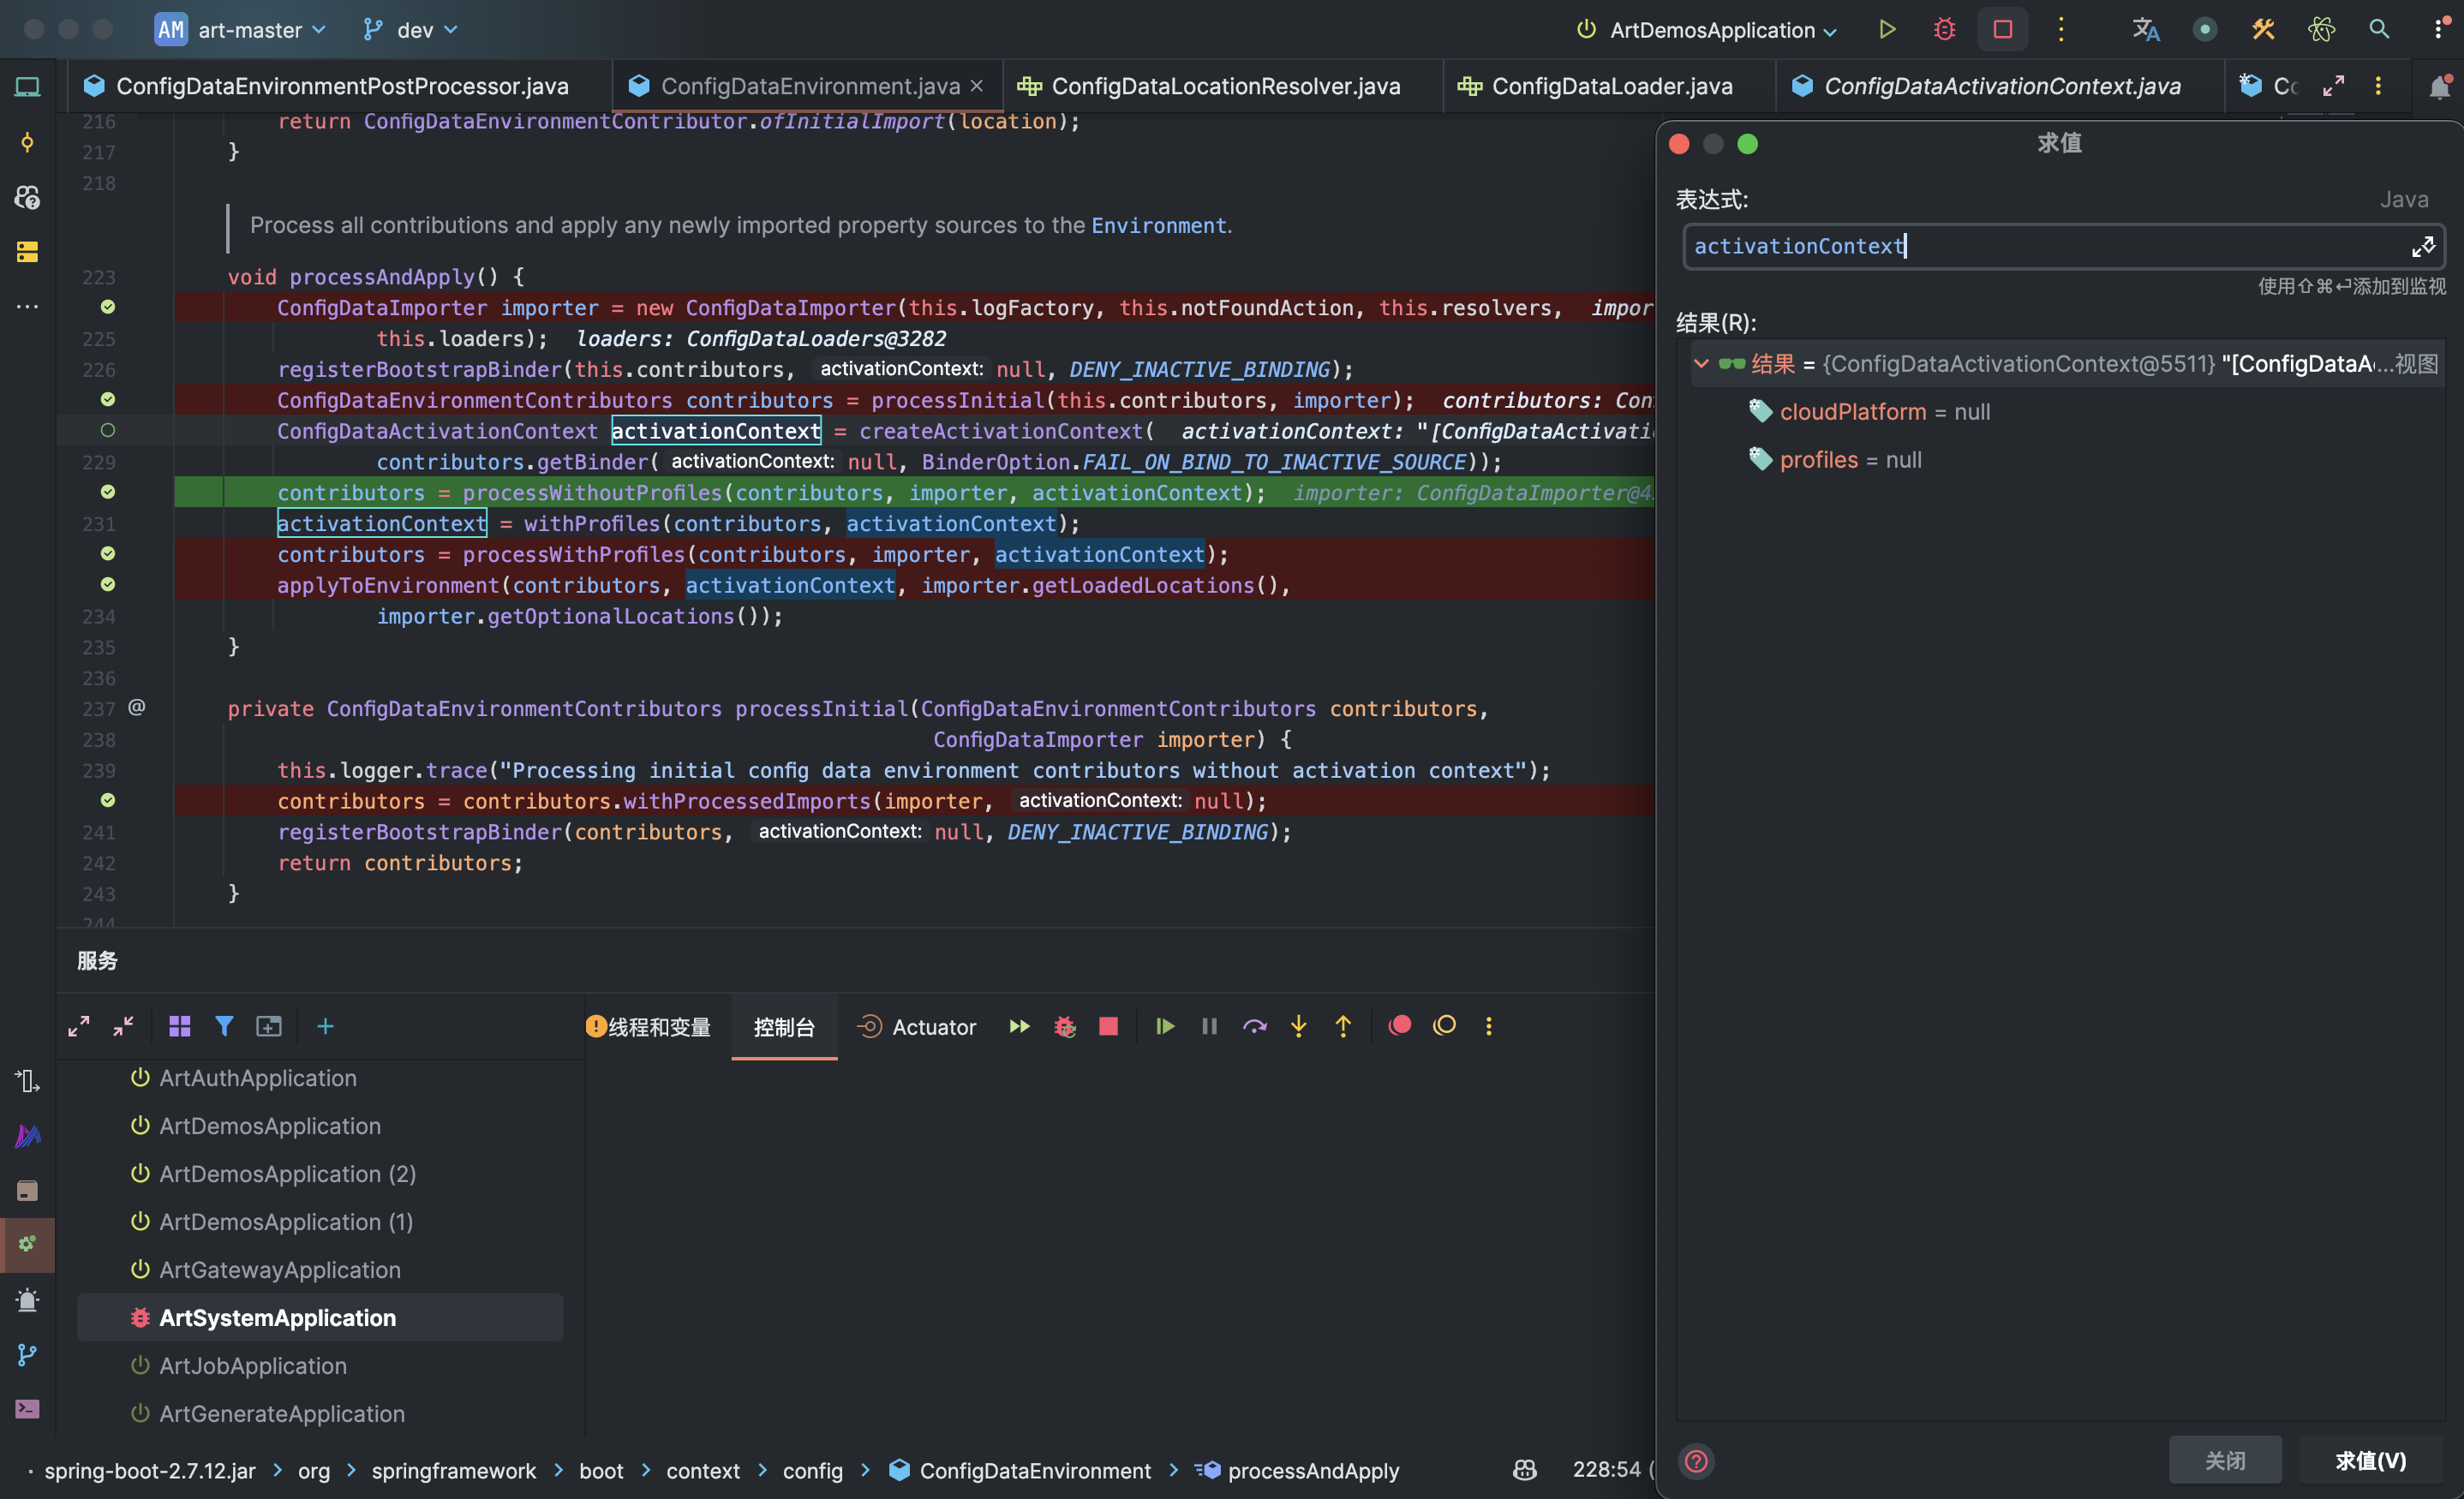 AM art-master dev ArtDemosApplication
ConfigDataEnvironmentPostProcessor.java ConfigDataEnvironment.java ConfigDataLocationResolver.java ConfigDataLoader.java ConfigDataActivationContext.java
216 return ConfigDataEnvironmentContributor.ofInitialImport(location);
217 }
218
Process all contributions and apply any newly imported property sources to the Environment.
223 void processAndApply() {
ConfigDataImporter importer = new ConfigDataImporter(this.logFactory, this.notFoundAction, this.resolvers, impor
225 this.loaders); loaders: ConfigDataLoaders@3282
226 registerBootstrapBinder(this.contributors, activationContext: null, DENY_INACTIVE_BINDING);
ConfigDataEnvironmentContributors contributors = processInitial(this.contributors, importer); contributors: Con
ConfigDataActivationContext activationContext = createActivationContext( activationContext: "[ConfigDataActivati
229 contributors.getBinder( activationContext: null, BinderOption.FAIL_ON_BIND_TO_INACTIVE_SOURCE));
contributors = processWithoutProfiles(contributors, importer, activationContext); importer: ConfigDataImporter@4
231 activationContext = withProfiles(contributors, activationContext);
contributors = processWithProfiles(contributors, importer, activationContext);
applyToEnvironment(contributors, activationContext, importer.getLoadedLocations(),
234 importer.getOptionalLocations());
235 }
236
237 @ private ConfigDataEnvironmentContributors processInitial(ConfigDataEnvironmentContributors contributors,
238 ConfigDataImporter importer) {
239 this.logger.trace("Processing initial config data environment contributors without activation context");
contributors = contributors.withProcessedImports(importer, activationContext: null);
241 registerBootstrapBinder(contributors, activationContext: null, DENY_INACTIVE_BINDING);
242 return contributors;
243 }
244
求值
表达式: Java
activationContext
使用⇧⌘⏎添加到监视
结果(R):
结果 = {ConfigDataActivationContext@5511} "[ConfigDataA...视图
cloudPlatform = null
profiles = null
关闭 求值(V)
服务
线程和变量 控制台 Actuator
ArtAuthApplication
ArtDemosApplication
ArtDemosApplication (2)
ArtDemosApplication (1)
ArtGatewayApplication
ArtSystemApplication
ArtJobApplication
ArtGenerateApplication
spring-boot-2.7.12.jar > org > springframework > boot > context > config > ConfigDataEnvironment > processAndApply 228:54 (